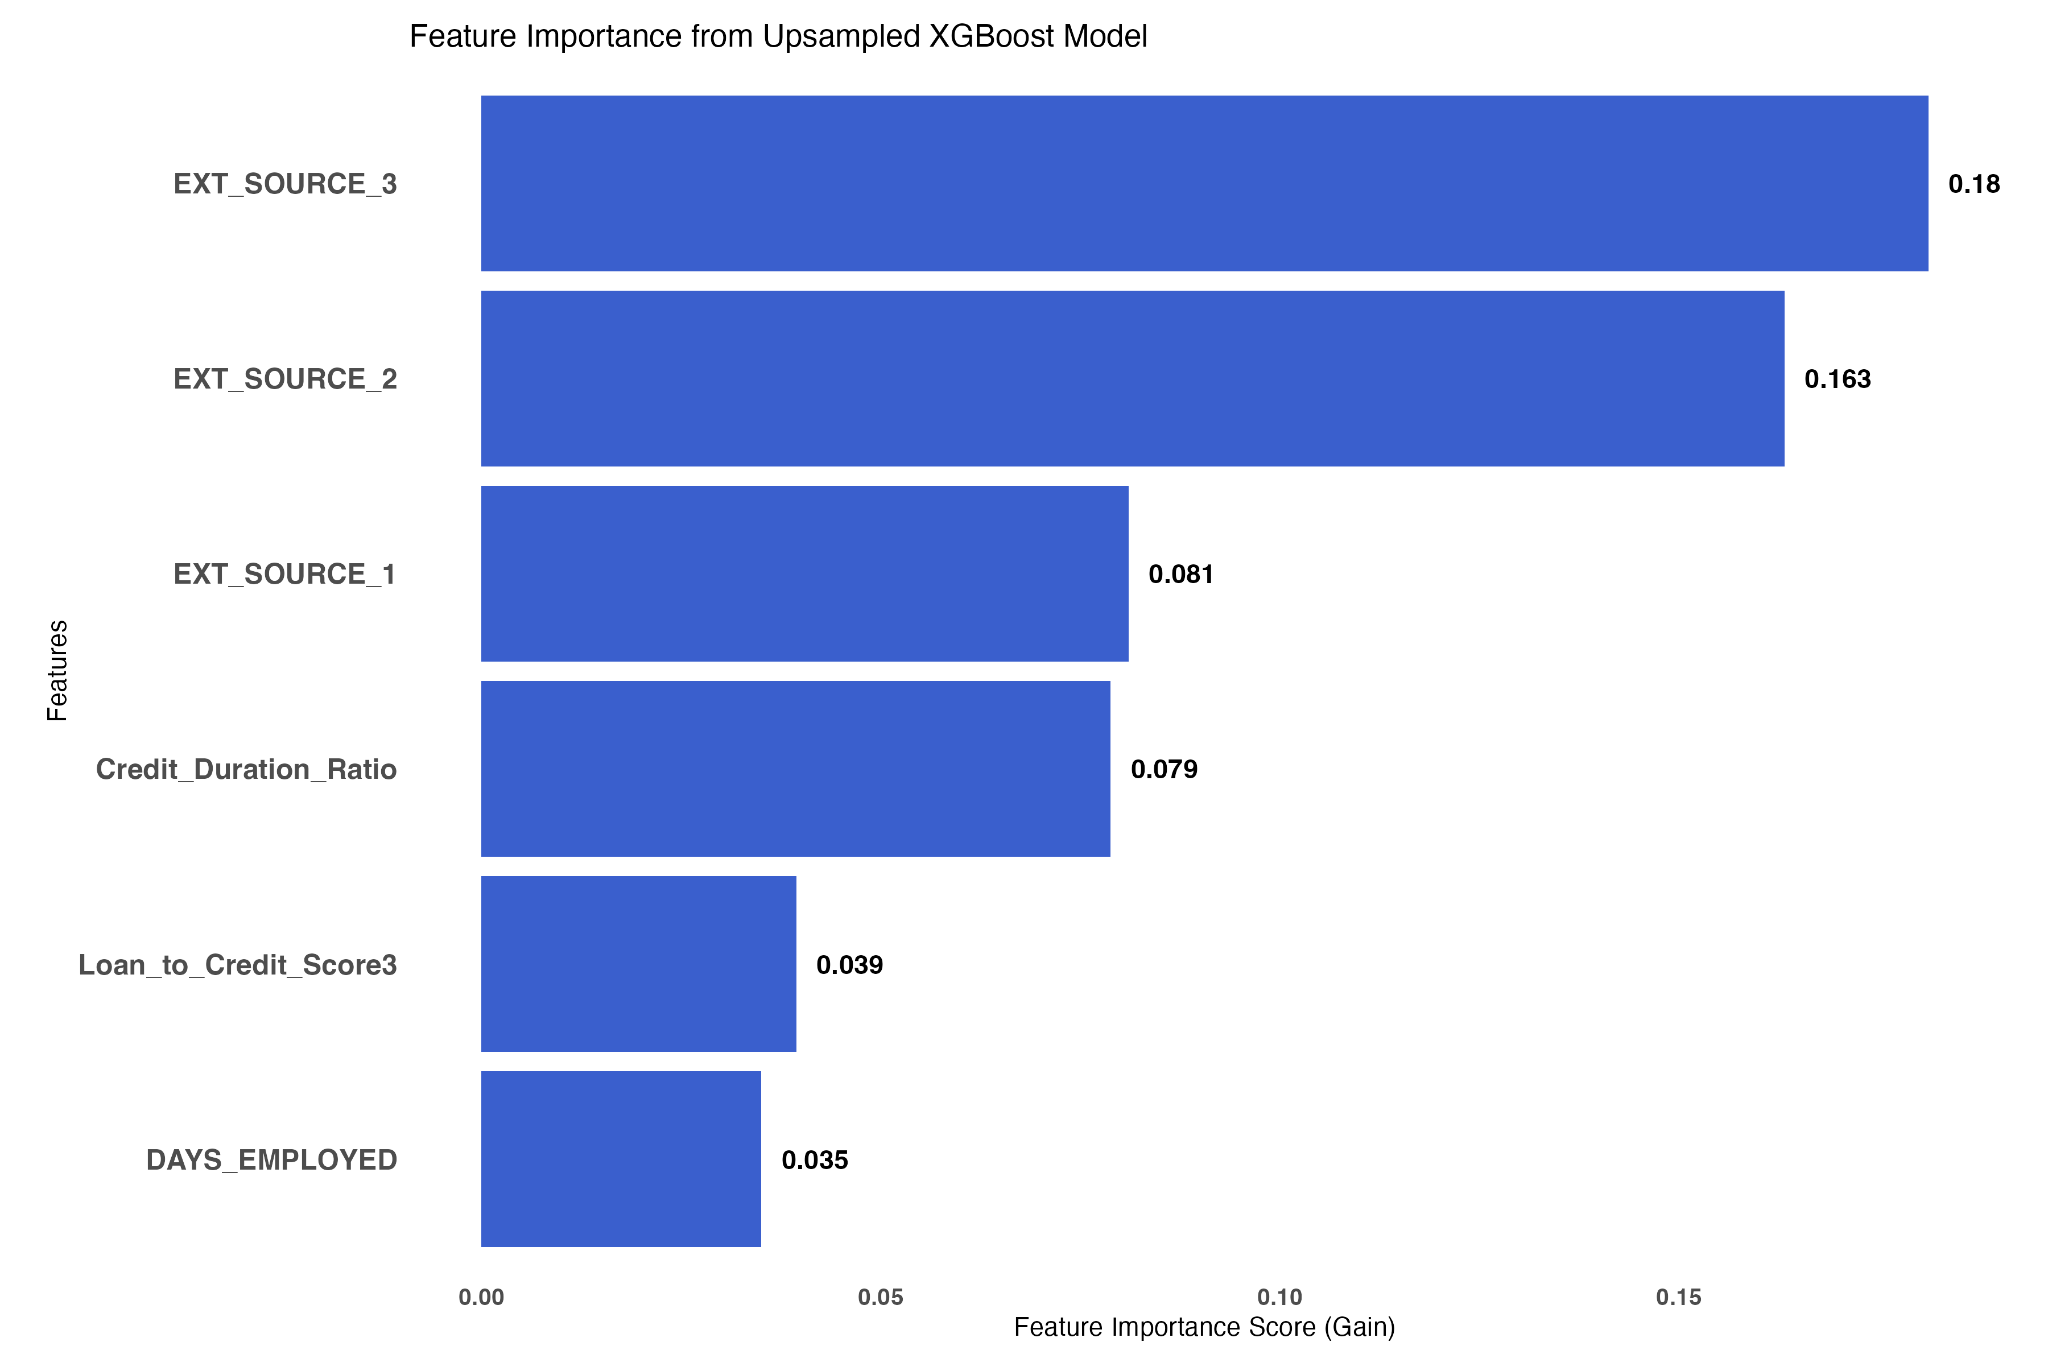 Feature Importance from Upsampled XGBoost Model
EXT_SOURCE_3
0.18
EXT_SOURCE_2
0.163
EXT_SOURCE_1
0.081
Features
Credit_Duration_Ratio
0.079
Loan_to_Credit_Score3
0.039
DAYS_EMPLOYED
0.035
0.00 0.05 0.10 0.15
Feature Importance Score (Gain)